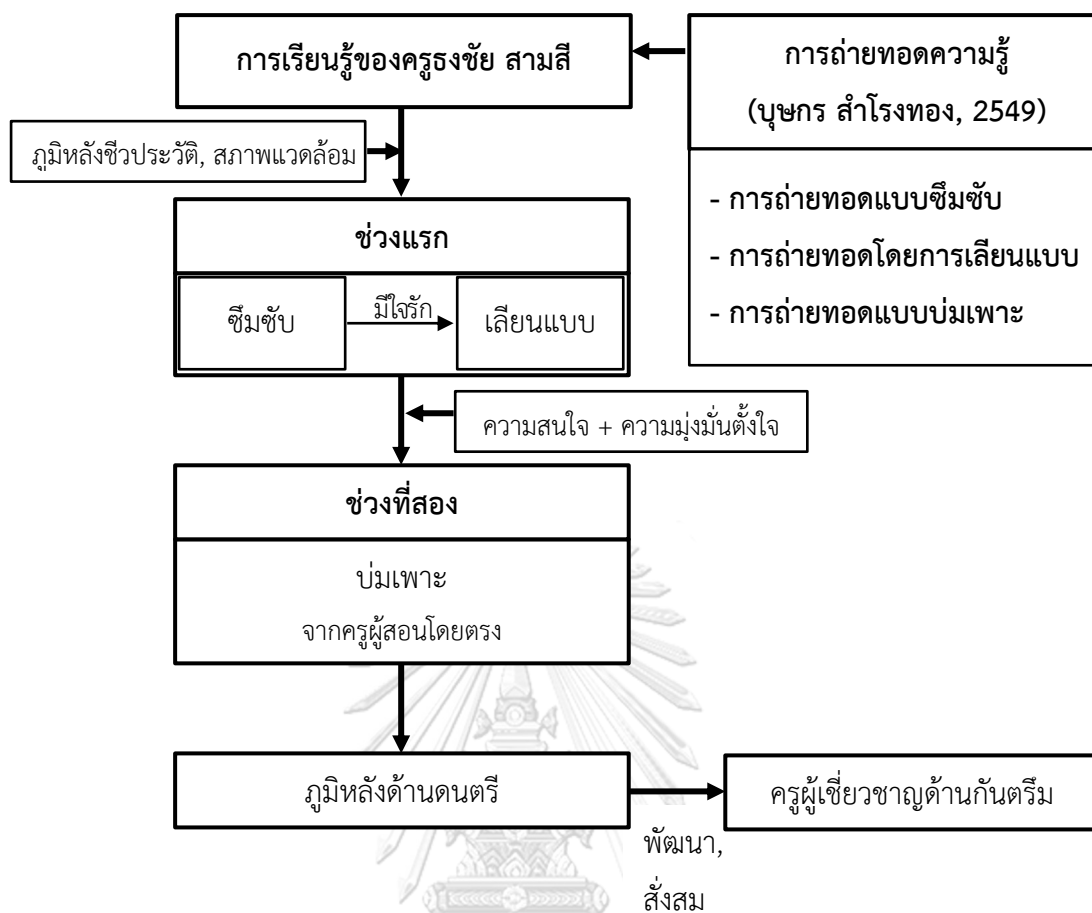 การเรียนรู้ของครูธงชัย สามสี
การถ่ายทอดความรู้
(บุษกร สำโรงทอง, 2549)
- การถ่ายทอดแบบซึมซับ
- การถ่ายทอดโดยการเลียนแบบ
- การถ่ายทอดแบบบ่มเพาะ
ภูมิหลังชีวประวัติ, สภาพแวดล้อม
ช่วงแรก
ซึมซับ
มีใจรัก
เลียนแบบ
ความสนใจ + ความมุ่งมั่นตั้งใจ
ช่วงที่สอง
บ่มเพาะ
จากครูผู้สอนโดยตรง
ภูมิหลังด้านดนตรี
ครูผู้เชี่ยวชาญด้านกันตรึม
พัฒนา,
สั่งสม